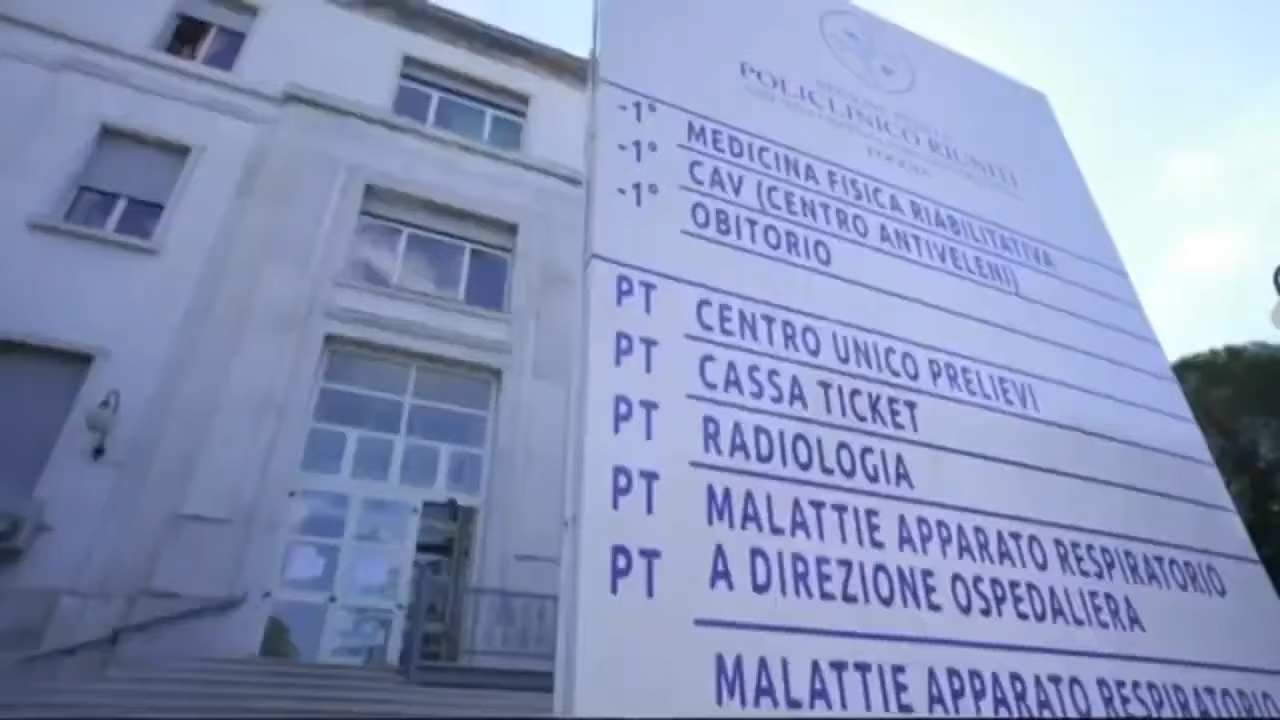 POLICLINICO RIUNITI
FOGGIA
-1° MEDICINA FISICA RIABILITATIVA
-1° CAV (CENTRO ANTIVELENI)
-1° OBITORIO
PT CENTRO UNICO PRELIEVI
PT CASSA TICKET
PT RADIOLOGIA
PT MALATTIE APPARATO RESPIRATORIO
PT A DIREZIONE OSPEDALIERA
MALATTIE APPARATO RESPIRATORIO